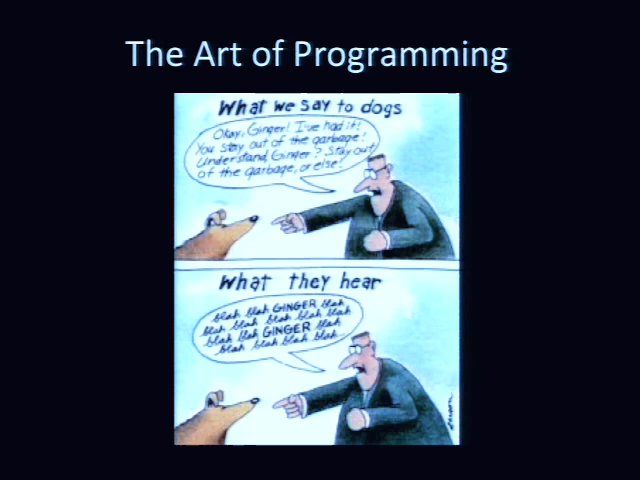 The Art of Programming
What we say to dogs
Okay, Ginger! I've had it!
You stay out of the garbage!
Understand, Ginger? Stay out
of the garbage, or else!
What they hear
blah blah GINGER blah
blah blah blah blah blah
blah blah GINGER blah
blah blah blah blah...
Larson